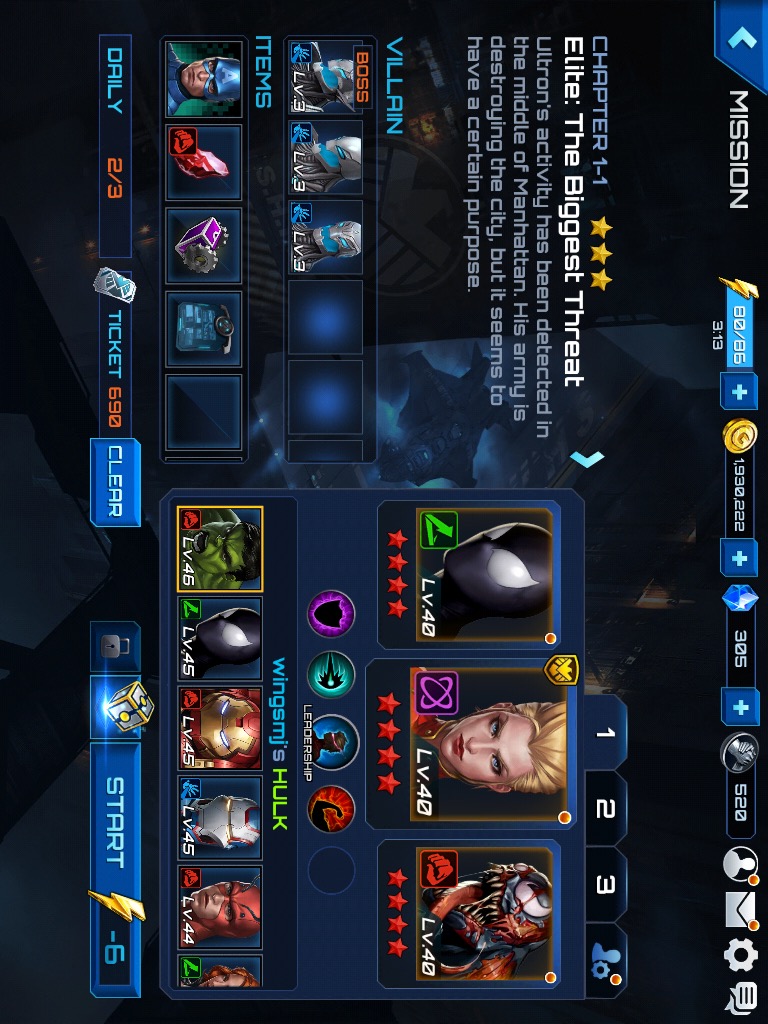 MISSION
80/85
3:13
1,930,222
305
520
CHAPTER 1-1
Elite: The Biggest Threat
Ultron's activity has been detected in
the middle of Manhattan. His army is
destroying the city, but it seems to
have a certain purpose.
VILLAIN
BOSS
LV.3
LV.3
LV.3
ITEMS
DAILY 2/3
TICKET 690
CLEAR
1
2
3
LV.40
LV.40
LV.40
LEADERSHIP
wingsmj's HULK
LV.46
LV.45
LV.45
LV.45
LV.44
START
-6